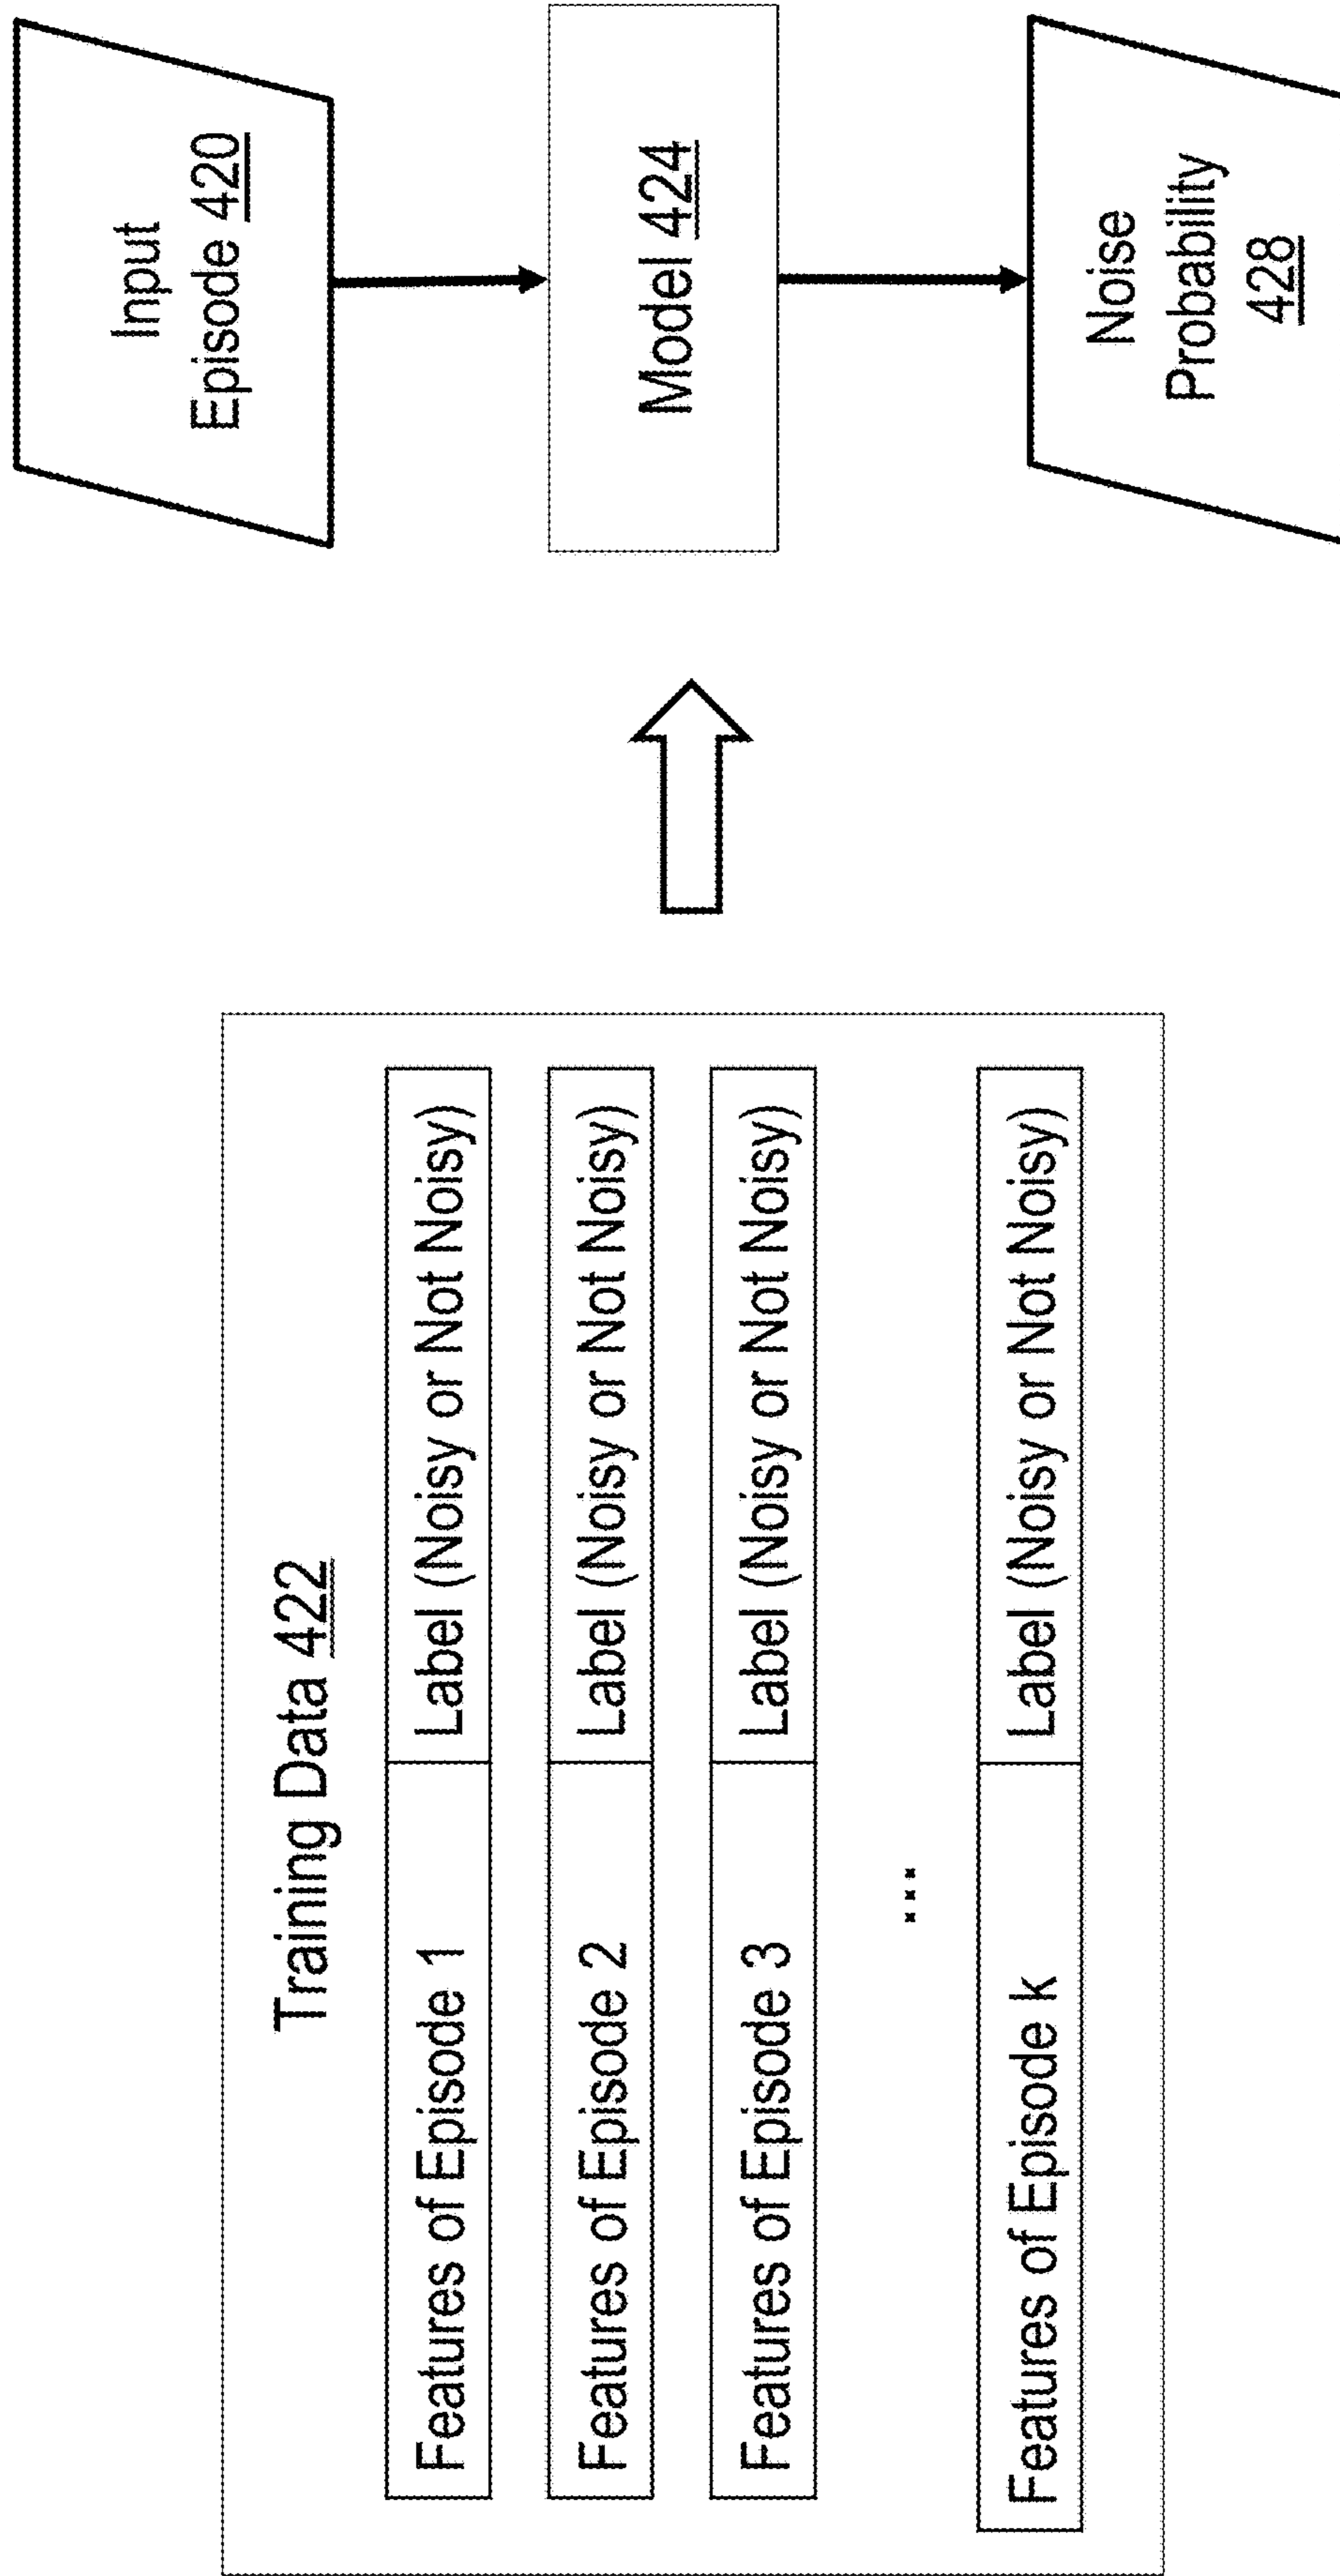 Training Data 422
Features of Episode 1 Label (Noisy or Not Noisy)
Features of Episode 2 Label (Noisy or Not Noisy)
Features of Episode 3 Label (Noisy or Not Noisy)
...
Features of Episode k Label (Noisy or Not Noisy)
Input
Episode 420
Model 424
Noise
Probability
428